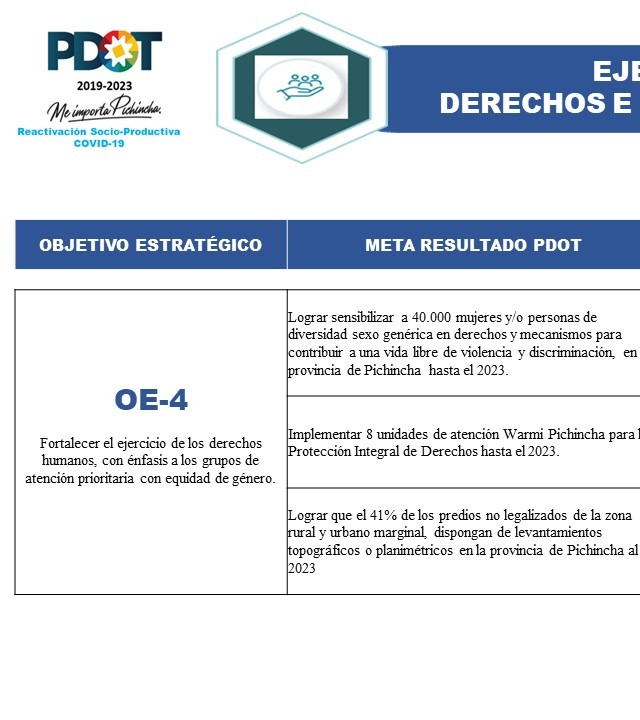 PDOT
2019-2023
Me importa Pichincha.
Reactivación Socio-Productiva
COVID-19
EJE
DERECHOS E
OBJETIVO ESTRATÉGICO
META RESULTADO PDOT
OE-4
Fortalecer el ejercicio de los derechos
humanos, con énfasis a los grupos de
atención prioritaria con equidad de género.
Lograr sensibilizar a 40.000 mujeres y/o personas de
diversidad sexo genérica en derechos y mecanismos para
contribuir a una vida libre de violencia y discriminación, en
provincia de Pichincha hasta el 2023.
Implementar 8 unidades de atención Warmi Pichincha para
Protección Integral de Derechos hasta el 2023.
Lograr que el 41% de los predios no legalizados de la zona
rural y urbano marginal, dispongan de levantamientos
topográficos o planimétricos en la provincia de Pichincha al
2023